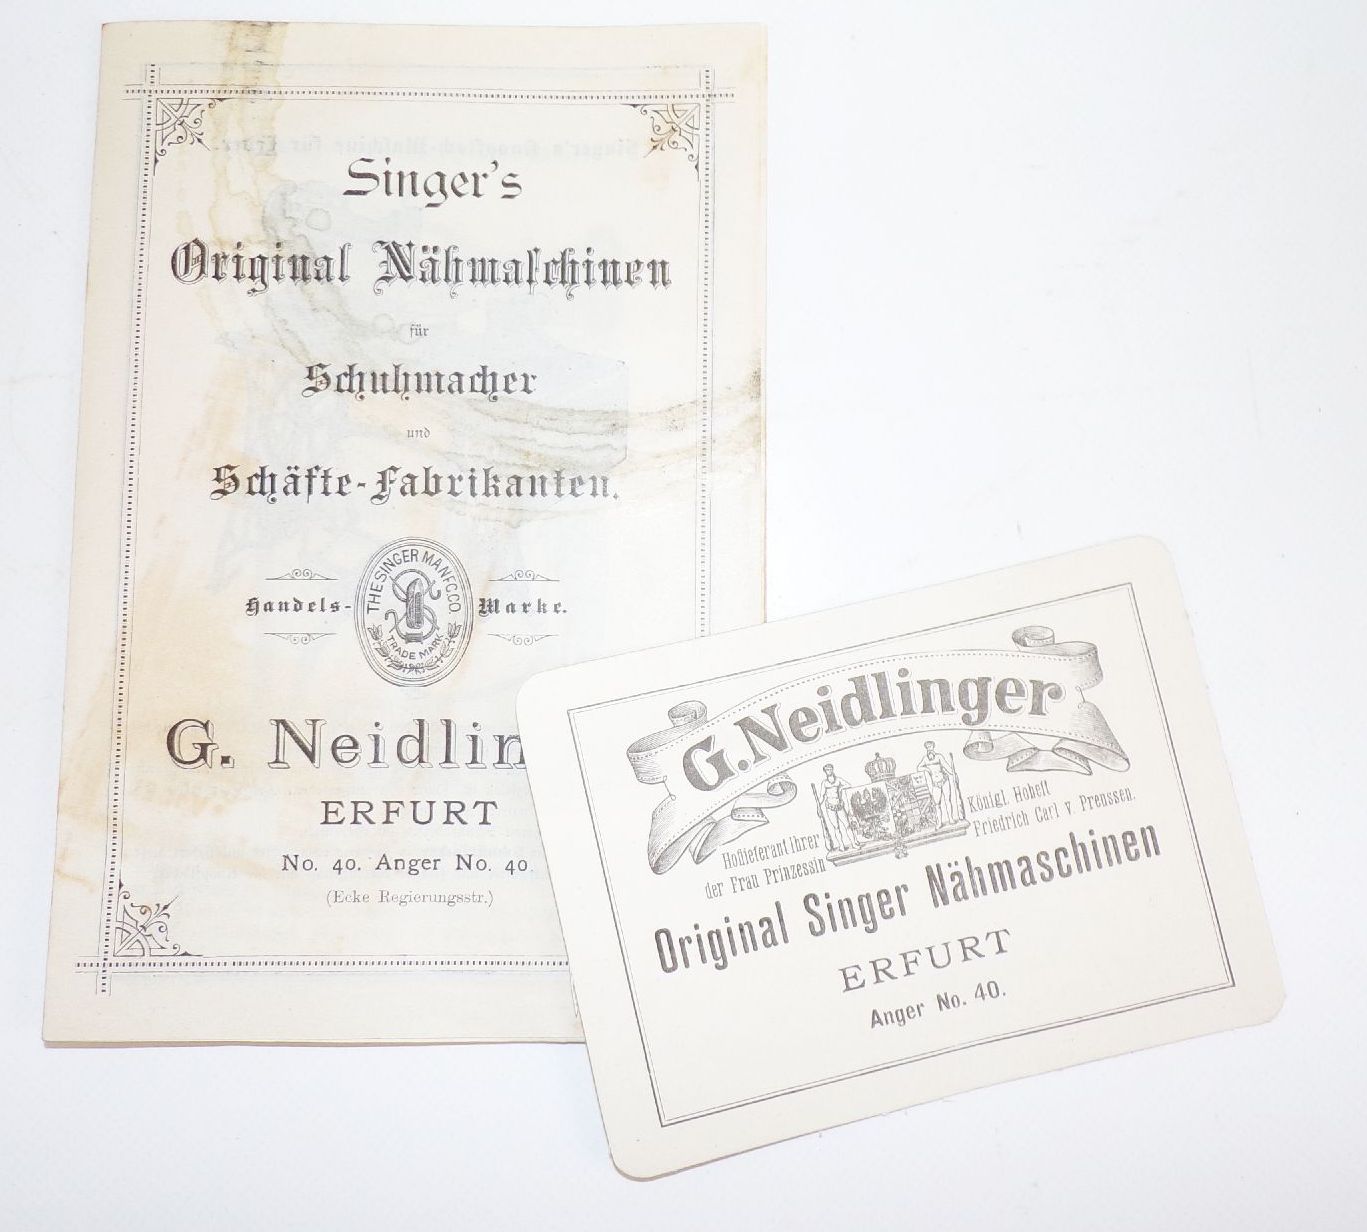 Singer's
Original Nähmaſchinen
für
Schuhmacher
und
Schäfte-Fabrikanten.
Handels-
THE SINGER MANFG. CO.
TRADE MARK
Marke.
G. Neidlin
ERFURT
No. 40. Anger No. 40.
(Ecke Regierungsstr.)
G. Neidlinger
Hoflieferant Ihrer Königl. Hoheit
der Frau Prinzessin Friedrich Carl v. Preussen.
Original Singer Nähmaschinen
ERFURT
Anger No. 40.